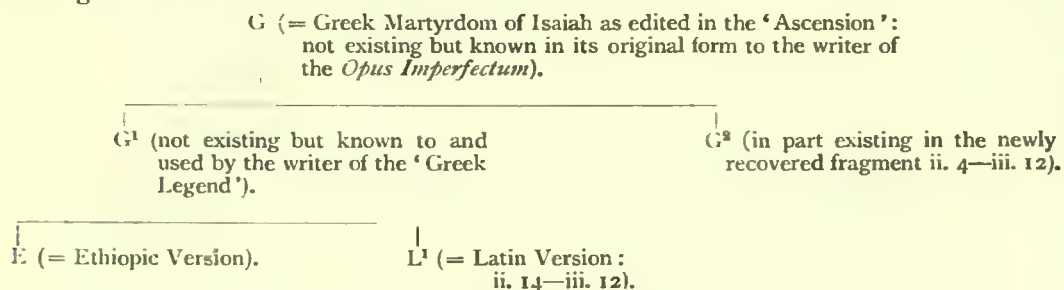 G (= Greek Martyrdom of Isaiah as edited in the ‘Ascension’:
not existing but known in its original form to the writer of
the Opus Imperfectum).
G¹ (not existing but known to and
used by the writer of the ‘Greek
Legend’).
G² (in part existing in the newly
recovered fragment ii. 4—iii. 12).
E (= Ethiopic Version).
L¹ (= Latin Version:
ii. 14—iii. 12).